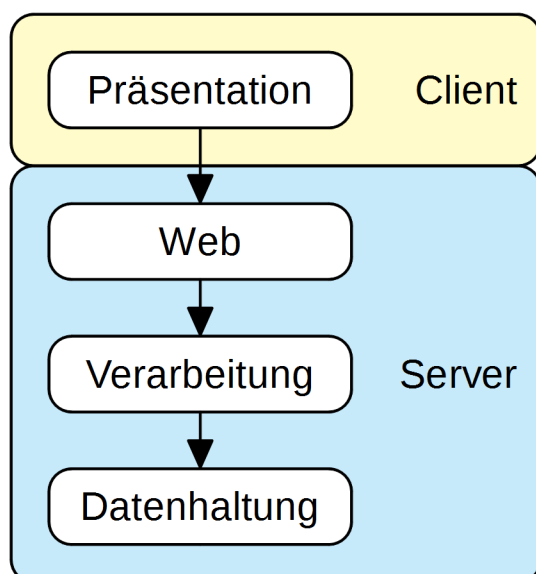 Präsentation
Client
Web
Verarbeitung
Server
Datenhaltung